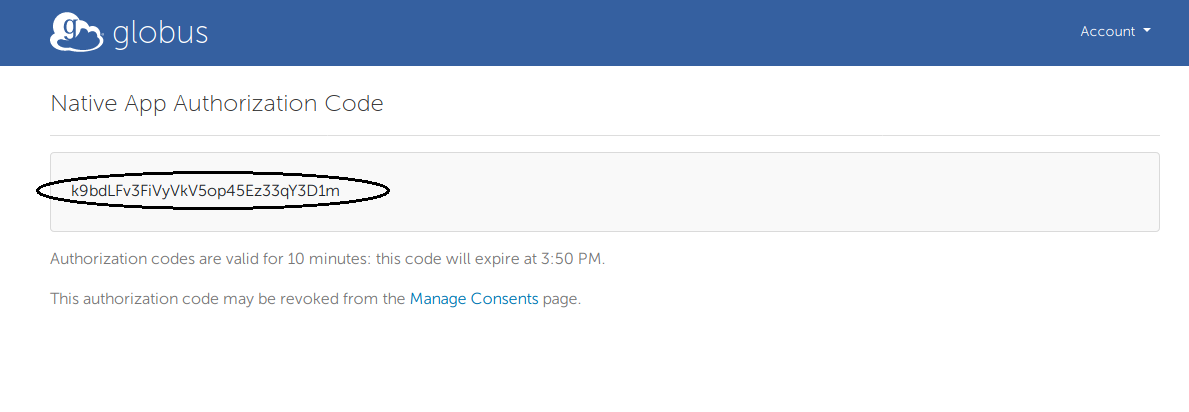 globus
Account
Native App Authorization Code
k9bdLFv3FiVyVkV5op45Ez33qY3D1m
Authorization codes are valid for 10 minutes: this code will expire at 3:50 PM.
This authorization code may be revoked from the Manage Consents page.